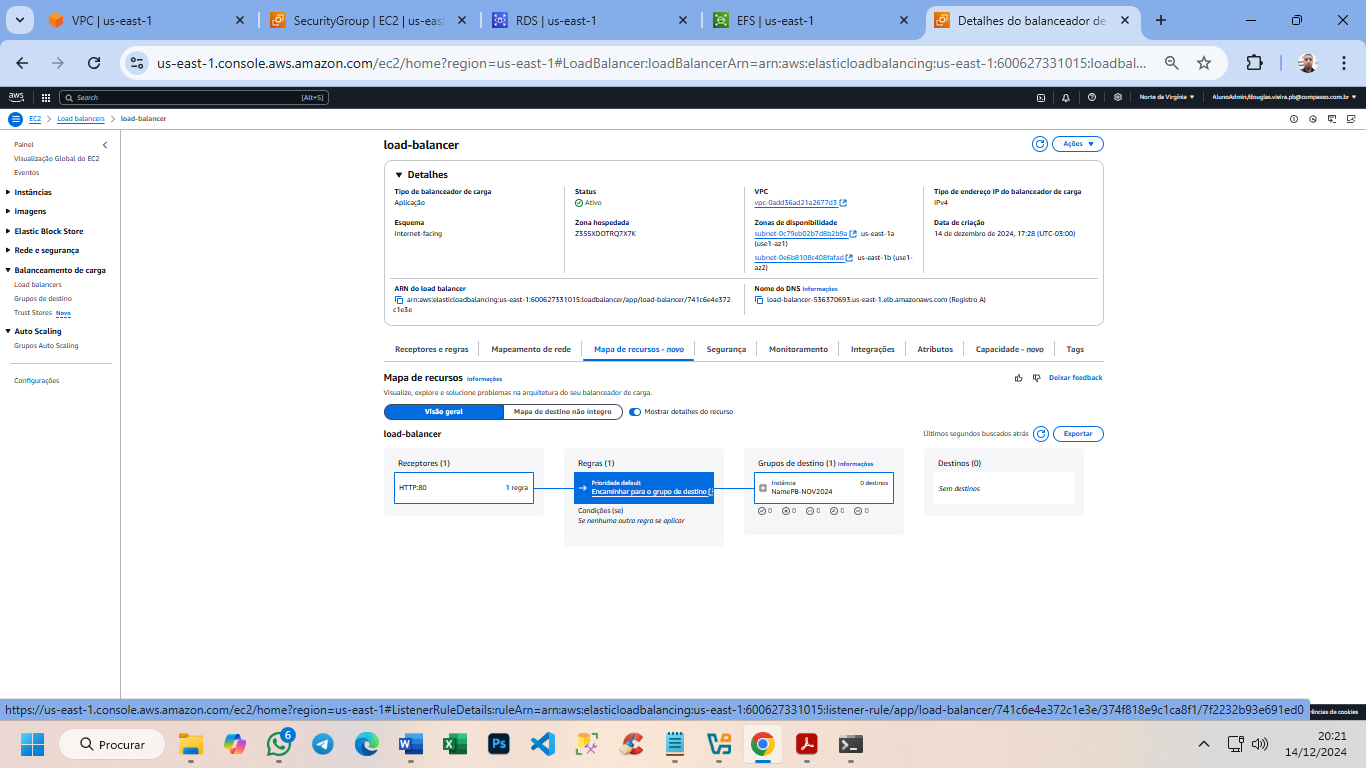 VPC | us-east-1
SecurityGroup | EC2 | us-eas
RDS | us-east-1
EFS | us-east-1
Detalhes do balanceador de
us-east-1.console.aws.amazon.com/ec2/home?region=us-east-1#LoadBalancer:loadBalancerArn=arn:aws:elasticloadbalancing:us-east-1:600627331015:loadbal...
aws
Search
[Alt+S]
Norte da Virgínia
AlunoAdmin/douglas.vieira.pb@compasso.com.br
EC2
Load balancers
load-balancer
Painel
Visualização Global do EC2
Eventos
Instâncias
Imagens
Elastic Block Store
Rede e segurança
Balanceamento de carga
Load balancers
Grupos de destino
Trust Stores Novo
Auto Scaling
Grupos Auto Scaling
Configurações
load-balancer
Ações
Detalhes
Tipo de balanceador de carga
Aplicação
Status
Ativo
VPC
vpc-0add36ad21a2677d3
Tipo de endereço IP do balanceador de carga
IPv4
Esquema
Internet-facing
Zona hospedada
Z35SXDOTRQ7X7K
Zonas de disponibilidade
subnet-0c79eb02b7d8b2b9a us-east-1a
(use1-az1)
subnet-0e6b8108c408fafad us-east-1b (use1-
az2)
Data de criação
14 de dezembro de 2024, 17:28 (UTC-03:00)
ARN do load balancer
arn:aws:elasticloadbalancing:us-east-1:600627331015:loadbalancer/app/load-balancer/741c6e4e372
c1e3e
Nome do DNS Informações
load-balancer-536370693.us-east-1.elb.amazonaws.com (Registro A)
Receptores e regras
Mapeamento de rede
Mapa de recursos - novo
Segurança
Monitoramento
Integrações
Atributos
Capacidade - novo
Tags
Mapa de recursos Informações
Deixar feedback
Visualize, explore e solucione problemas na arquitetura do seu balanceador de carga.
Visão geral
Mapa de destino não íntegro
Mostrar detalhes do recurso
load-balancer
Últimos segundos buscados atrás
Exportar
Receptores (1)
HTTP:80
1 regra
Regras (1)
Prioridade default
Encaminhar para o grupo de destino
Condições (se)
Se nenhuma outra regra se aplicar
Grupos de destino (1) Informações
Instância
0 destinos
NamePB-NOV2024
0 0 0 0 0
Destinos (0)
Sem destinos
https://us-east-1.console.aws.amazon.com/ec2/home?region=us-east-1#ListenerRuleDetails:ruleArn=arn:aws:elasticloadbalancing:us-east-1:600627331015:listener-rule/app/load-balancer/741c6e4e372c1e3e/374f818e9c1ca8f1/7f2232b93e691ed0
rências de cookies
Procurar
6
20:21
14/12/2024